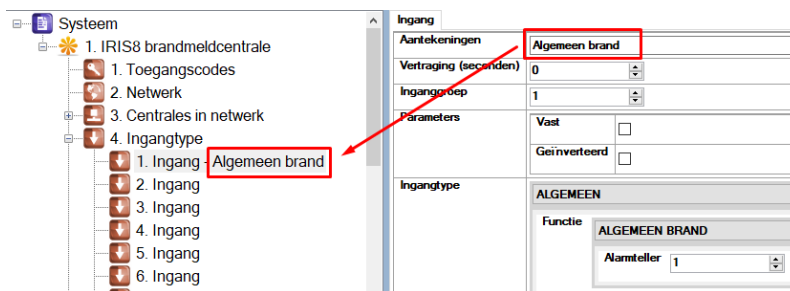 Systeem
1. IRIS8 brandmeldcentrale
1. Toegangscodes
2. Netwerk
3. Centrales in netwerk
4. Ingangtype
1. Ingang - Algemeen brand
2. Ingang
3. Ingang
4. Ingang
5. Ingang
6. Ingang
Ingang
Aantekeningen Algemeen brand
Vertraging (seconden) 0
Inganggroep 1
Parameters Vast
Geïnverteerd
Ingangtype ALGEMEEN
Functie ALGEMEEN BRAND
Alarmteller 1